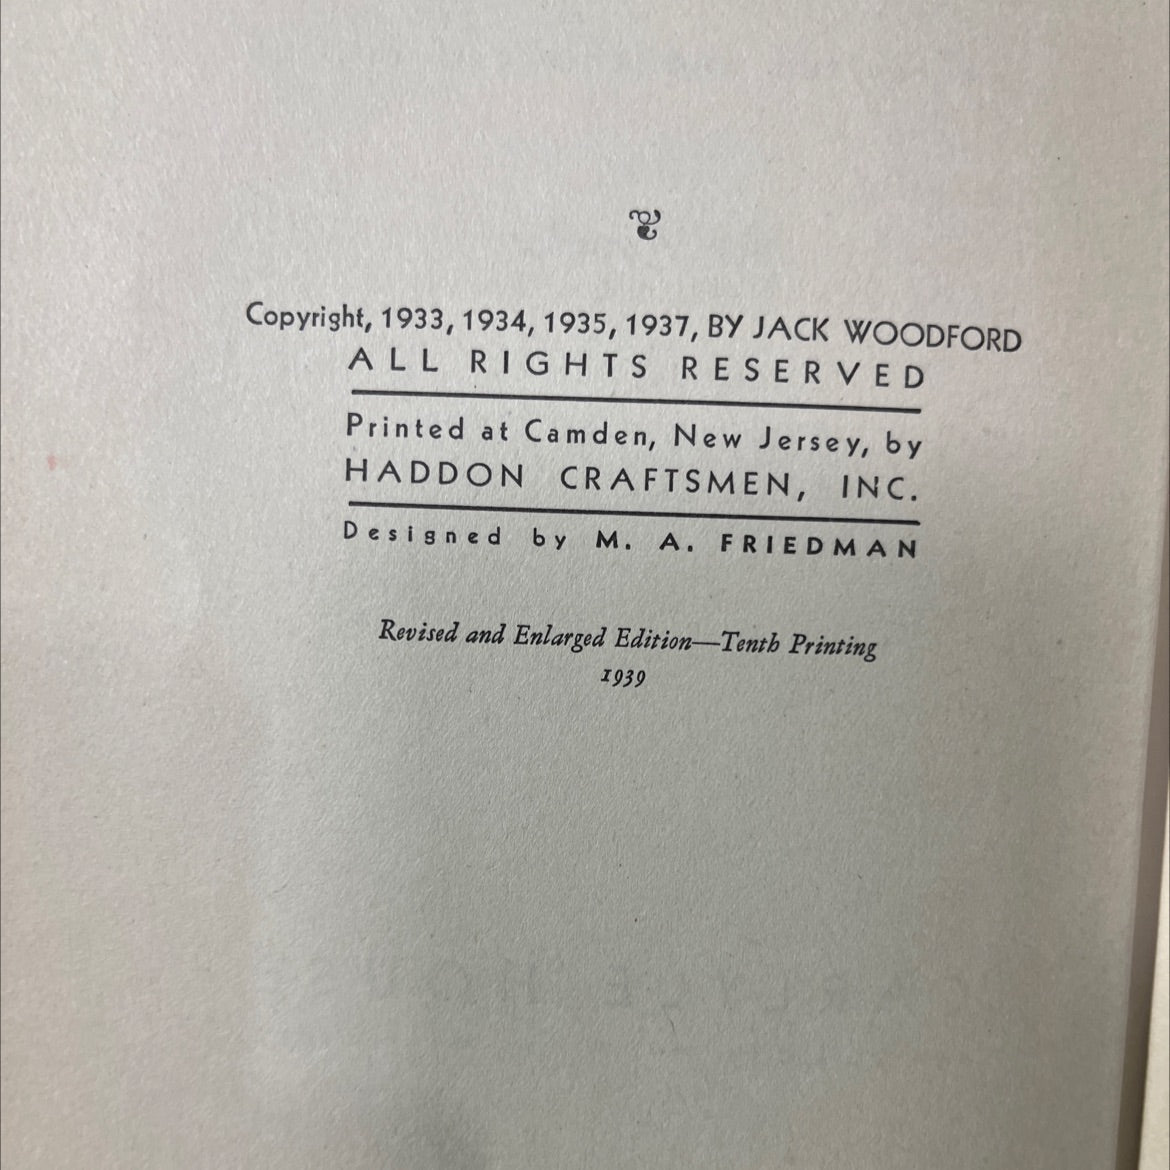 Copyright, 1933, 1934, 1935, 1937, BY JACK WOODFORD
ALL RIGHTS RESERVED
Printed at Camden, New Jersey, by
HADDON CRAFTSMEN, INC.
Designed by M. A. FRIEDMAN
Revised and Enlarged Edition—Tenth Printing
1939